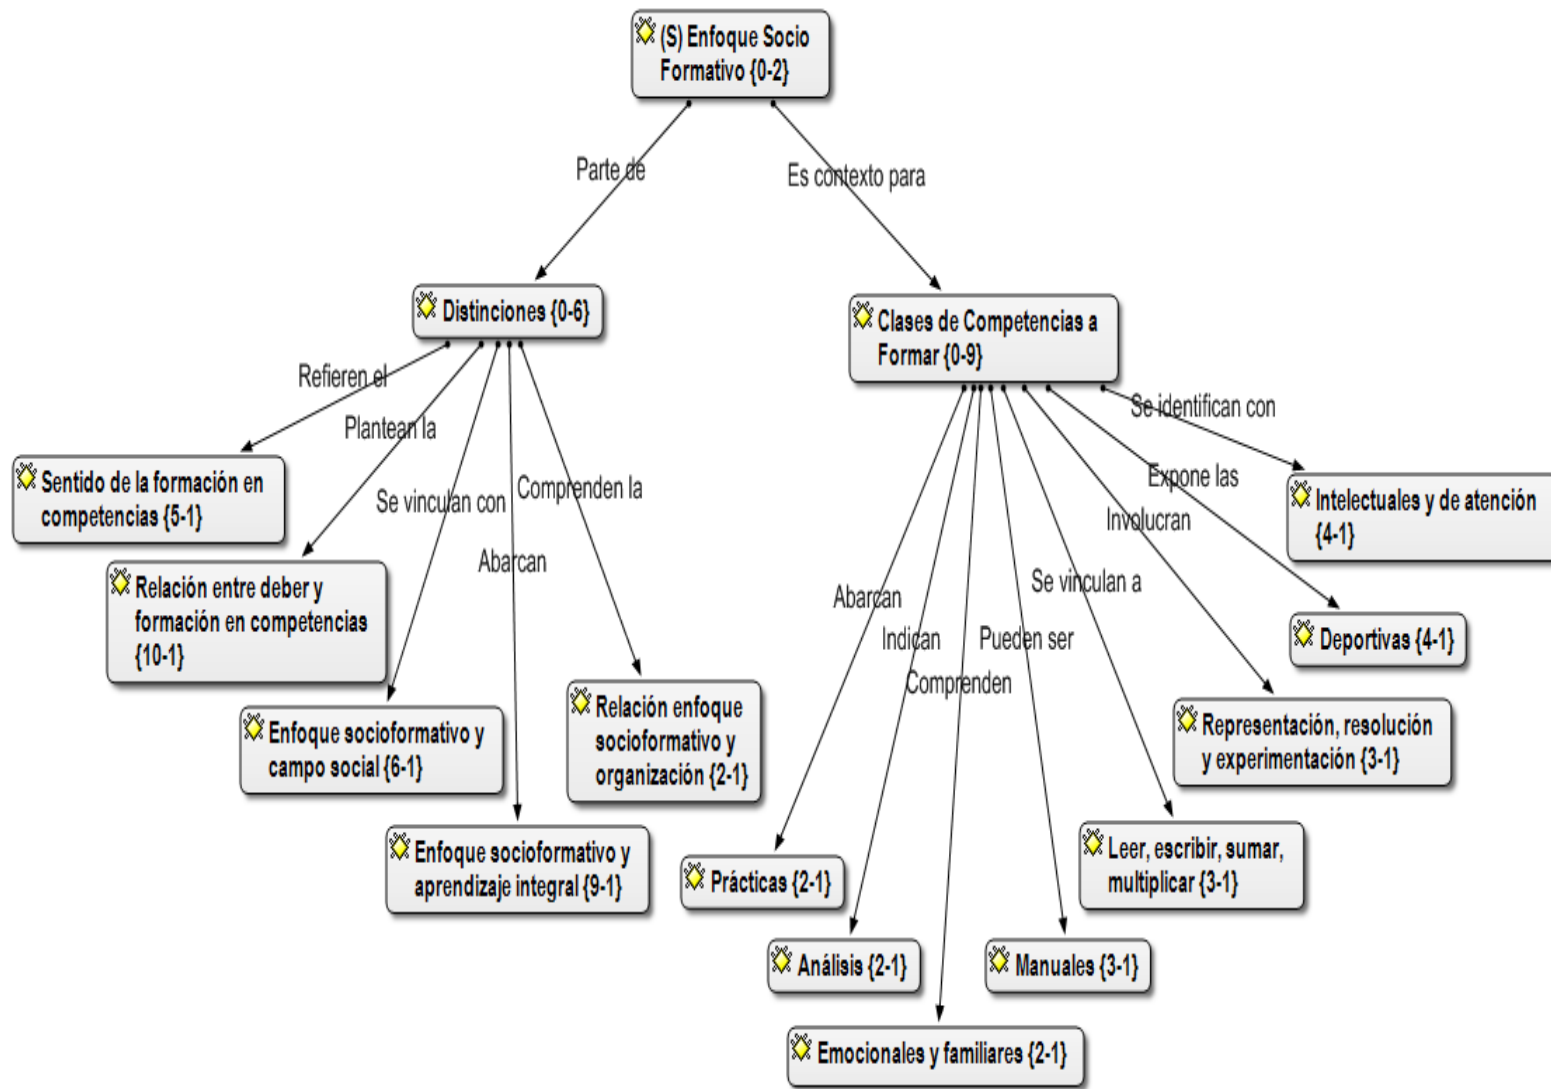 (S) Enfoque Socio
Formativo {0-2}
Parte de
Es contexto para
Distinciones {0-6}
Clases de Competencias a
Formar {0-9}
Refieren el
Plantean la
Se vinculan con
Comprenden la
Abarcan
Sentido de la formación en
competencias {5-1}
Relación entre deber y
formación en competencias
{10-1}
Enfoque socioformativo y
campo social {6-1}
Relación enfoque
socioformativo y
organización {2-1}
Enfoque socioformativo y
aprendizaje integral {9-1}
Se identifican con
Expone las
Involucran
Se vinculan a
Abarcan
Indican
Pueden ser
Comprenden
Intelectuales y de atención
{4-1}
Deportivas {4-1}
Representación, resolución
y experimentación {3-1}
Leer, escribir, sumar,
multiplicar {3-1}
Prácticas {2-1}
Análisis {2-1}
Manuales {3-1}
Emocionales y familiares {2-1}